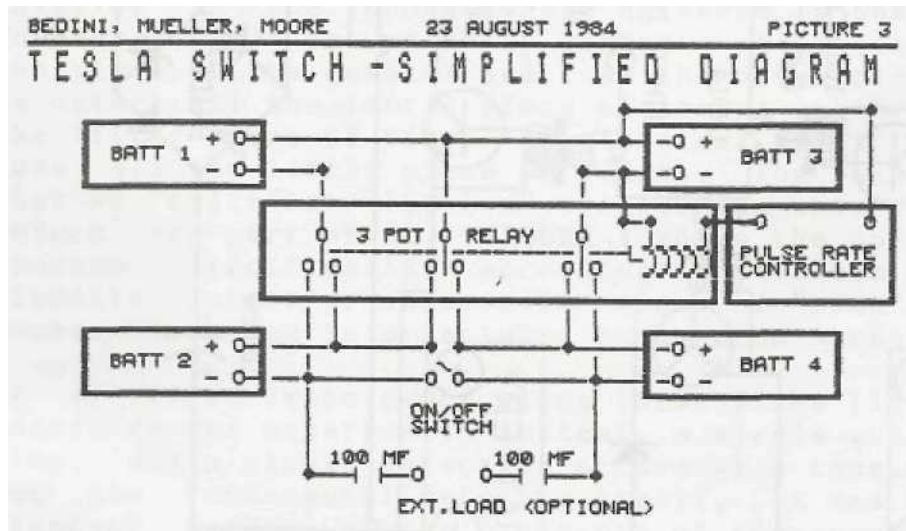 BEDINI, MUELLER, MOORE 23 AUGUST 1984 PICTURE 3
TESLA SWITCH -SIMPLIFIED DIAGRAM
BATT 1 + -
+ - BATT 3
3 PDT RELAY
PULSE RATE
CONTROLLER
BATT 2 +
+ - BATT 4
ON/OFF
SWITCH
100 MF 100 MF
EXT.LOAD (OPTIONAL)